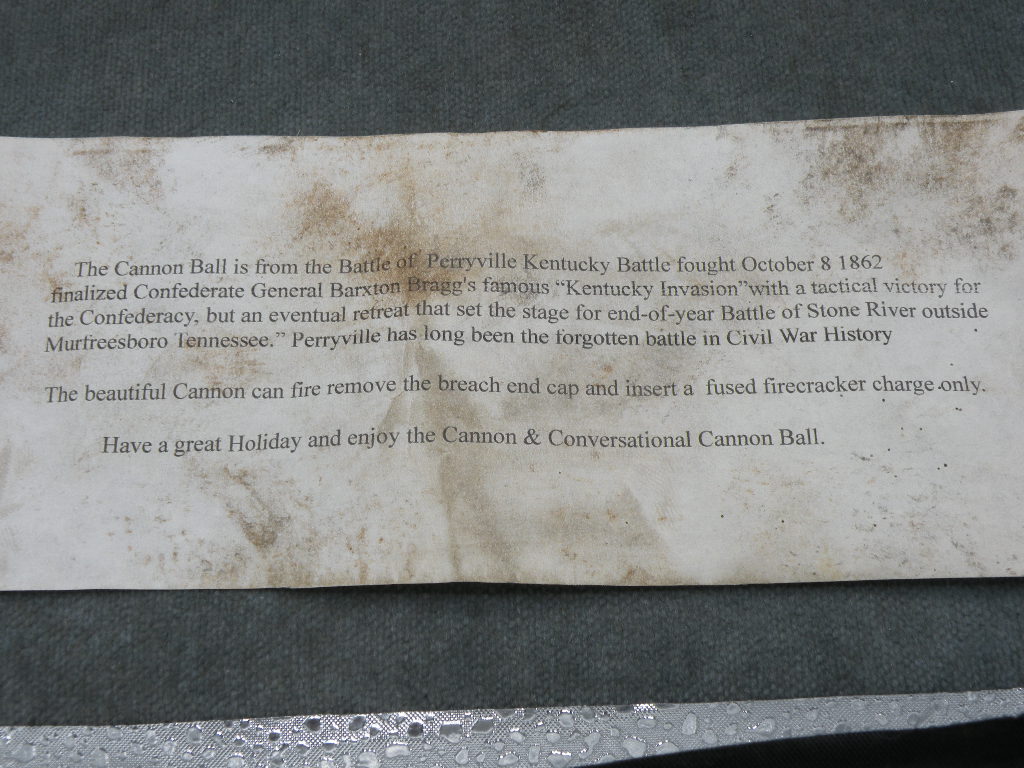 The Cannon Ball is from the Battle of Perryville Kentucky Battle fought October 8 1862
finalized Confederate General Barxton Bragg's famous “Kentucky Invasion”with a tactical victory for
the Confederacy, but an eventual retreat that set the stage for end-of-year Battle of Stone River outside
Murfreesboro Tennessee.” Perryville has long been the forgotten battle in Civil War History
The beautiful Cannon can fire remove the breach end cap and insert a fused firecracker charge only.
Have a great Holiday and enjoy the Cannon & Conversational Cannon Ball.